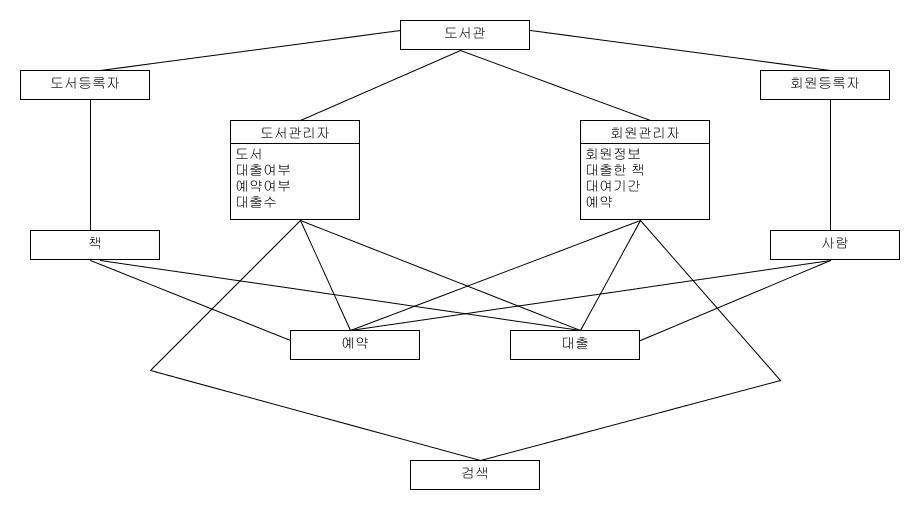 도서관
도서등록자
회원등록자
도서관리자
도서
대출여부
예약여부
대출수
회원관리자
회원정보
대출한 책
대여기간
예약
책
사람
예약
대출
검색